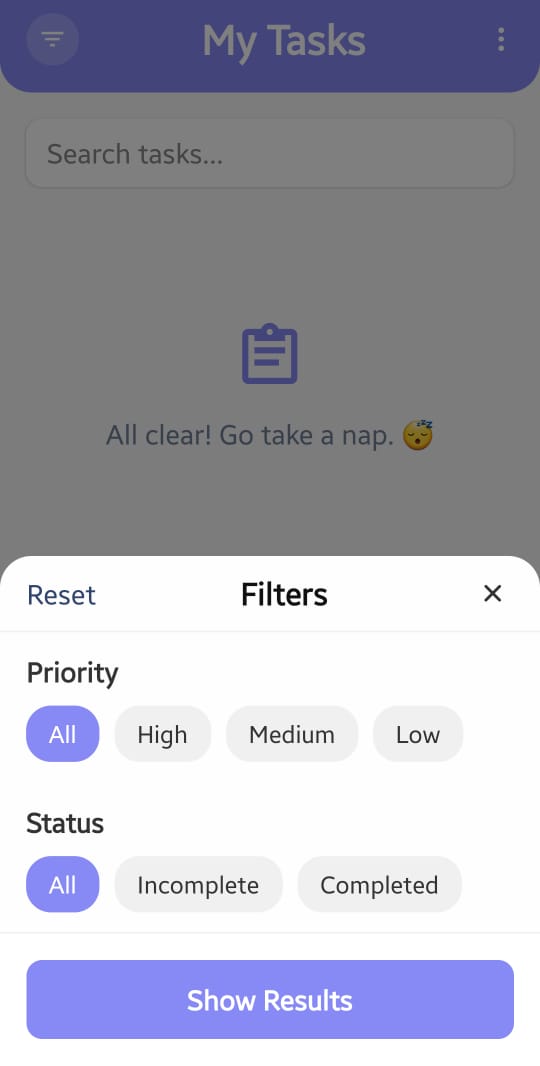 My Tasks
Search tasks...
All clear! Go take a nap. 😴
Reset Filters
Priority
All High Medium Low
Status
All Incomplete Completed
Show Results